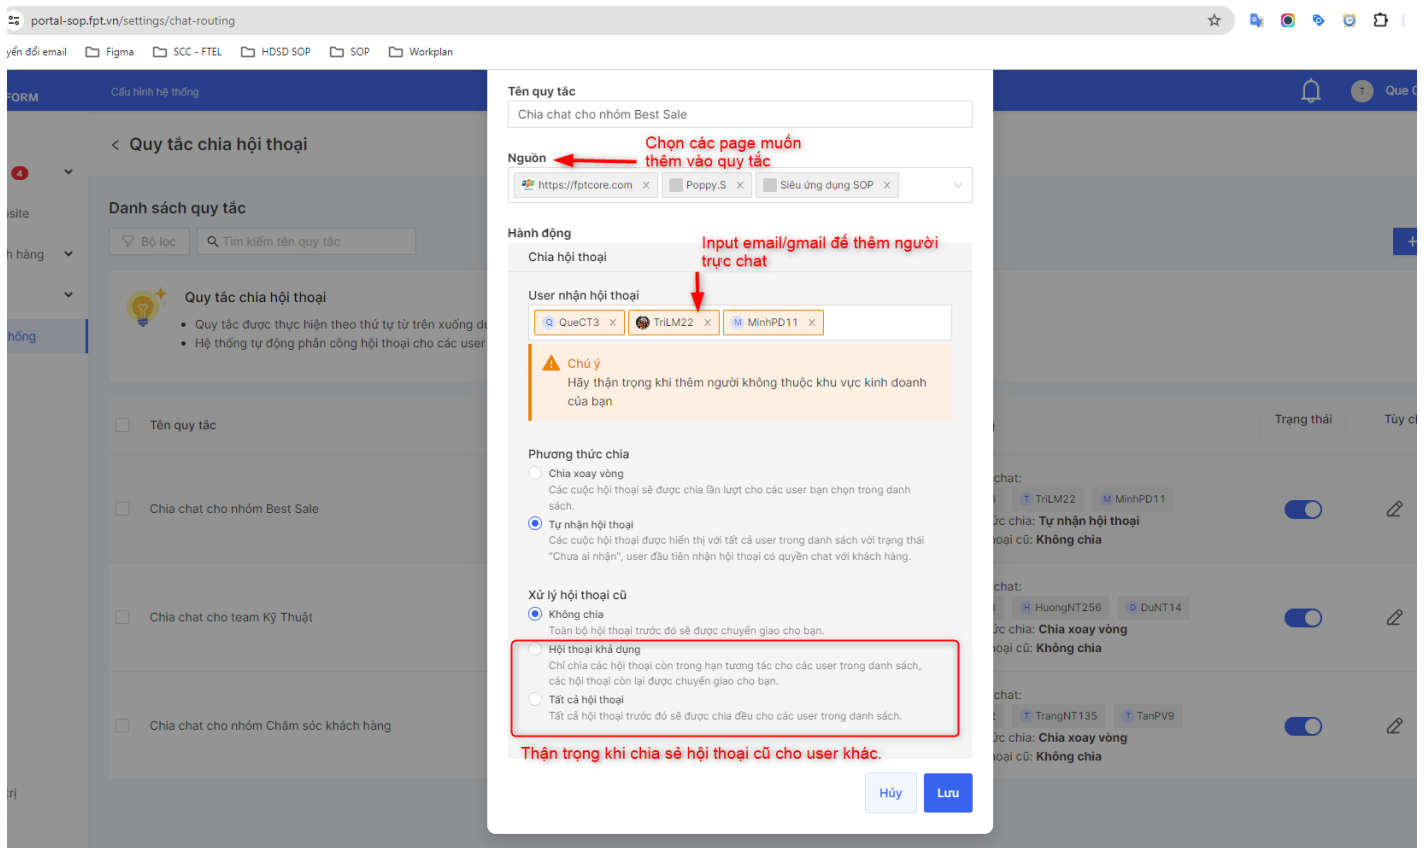 portal-sop.fpt.vn/settings/chat-routing
yển đổi email Figma SCC - FTEL HDSD SOP SOP Workplan
FORM
Cấu hình hệ thống
T Que
4
site
h hàng
hống
trị
Quy tắc chia hội thoại
Danh sách quy tắc
Bộ lọc
Tìm kiếm tên quy tắc
Quy tắc chia hội thoại
Quy tắc được thực hiện theo thứ tự từ trên xuống
Hệ thống tự động phân công hội thoại cho các user
Tên quy tắc
Trạng thái
Chia chat cho nhóm Best Sale
Chia chat cho team Kỹ Thuật
Chia chat cho nhóm Chăm sóc khách hàng
Tên quy tắc
Chia chat cho nhóm Best Sale
Chọn các page muốn
thêm vào quy tắc
Nguồn
https://fptcore.com Poppy.S Siêu ứng dụng SOP
Hành động
Input email/gmail để thêm người
trực chat
Chia hội thoại
User nhận hội thoại
Q QueCT3 TriLM22 M MinhPD11
Chú ý
Hãy thận trọng khi thêm người không thuộc khu vực kinh doanh
của bạn
Phương thức chia
Chia xoay vòng
Các cuộc hội thoại sẽ được chia lần lượt cho các user bạn chọn trong danh
sách.
Tự nhận hội thoại
Các cuộc hội thoại được hiển thị với tất cả user trong danh sách với trạng thái
"Chưa ai nhận", user đầu tiên nhận hội thoại có quyền chat với khách hàng.
Xử lý hội thoại cũ
Không chia
Toàn bộ hội thoại trước đó sẽ được chuyển giao cho bạn.
Hội thoại khả dụng
Chỉ chia các hội thoại còn trong hạn tương tác cho các user trong danh sách,
các hội thoại còn lại được chuyển giao cho bạn.
Tất cả hội thoại
Tất cả hội thoại trước đó sẽ được chia đều cho các user trong danh sách.
Thận trọng khi chia sẻ hội thoại cũ cho user khác.
Hủy
Lưu
chat:
T TriLM22 M MinhPD11
ức chia: Tự nhận hội thoại
oại cũ: Không chia
chat:
H HuongNT256 D DuNT14
ức chia: Chia xoay vòng
oại cũ: Không chia
chat:
T TrangNT135 T TanPV9
ức chia: Chia xoay vòng
oại cũ: Không chia